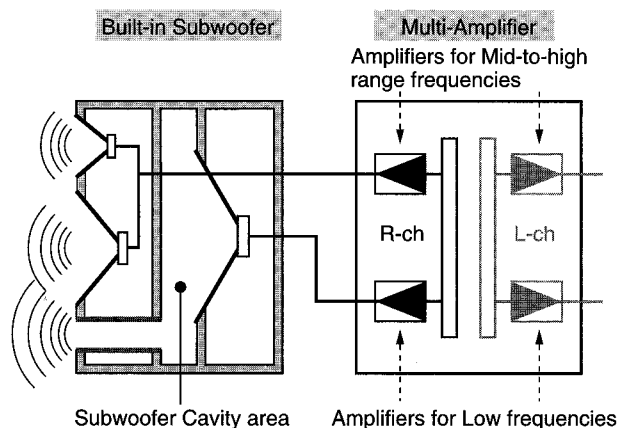 Built-in Subwoofer
Multi-Amplifier
Amplifiers for Mid-to-high
range frequencies
R-ch
L-ch
Subwoofer Cavity area
Amplifiers for Low frequencies